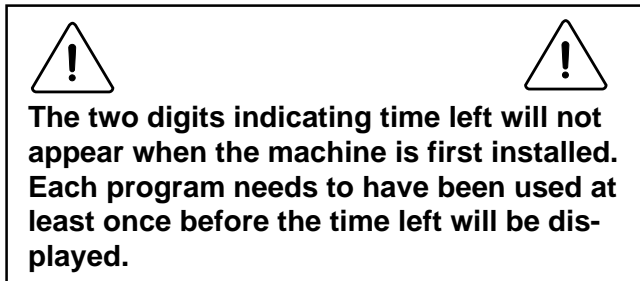 The two digits indicating time left will not
appear when the machine is first installed.
Each program needs to have been used at
least once before the time left will be dis-
played.